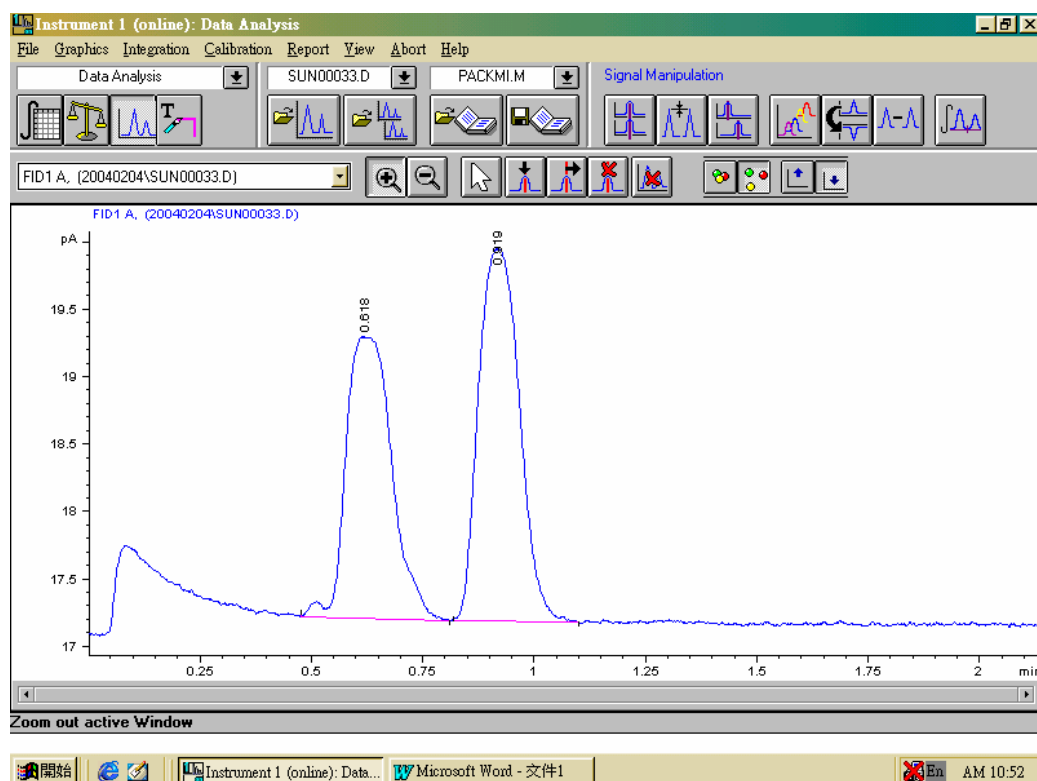 Instrument 1 (online): Data Analysis
File Graphics Integration Calibration Report View Abort Help
Data Analysis SUN00033.D PACKMI.M Signal Manipulation
T
FID1 A, (20040204\SUN00033.D)
FID1 A, (20040204\SUN00033.D)
pA
0.919
0.618
19.5
19
18.5
18
17.5
17
0.25 0.5 0.75 1 1.25 1.5 1.75 2 min
Zoom out active Window
開始 Instrument 1 (online): Data... Microsoft Word - 文件1 En AM 10:52